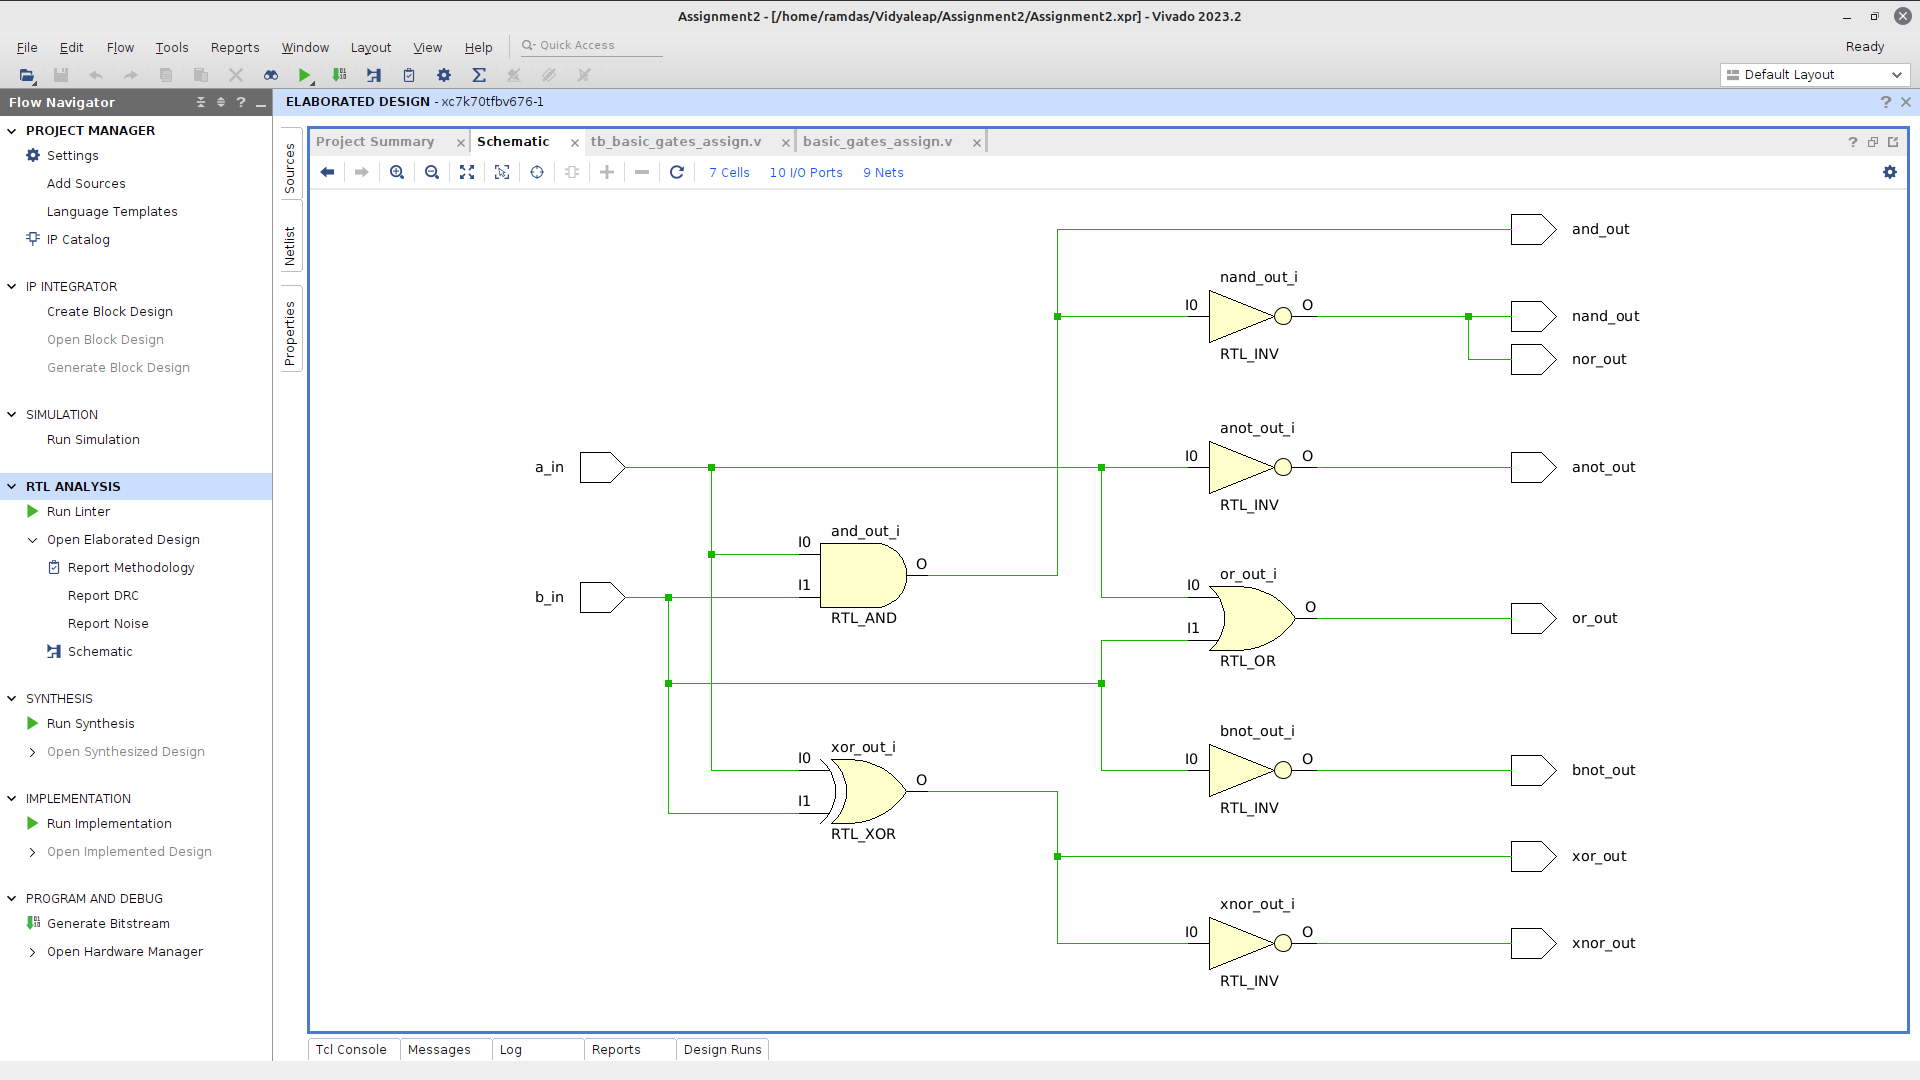 Assignment2 - [/home/ramdas/Vidyaleap/Assignment2/Assignment2.xpr] - Vivado 2023.2
File Edit Flow Tools Reports Window Layout View Help Quick Access Ready
Default Layout
Flow Navigator
ELABORATED DESIGN - xc7k70tfbv676-1
PROJECT MANAGER
Settings
Add Sources
Language Templates
IP Catalog
IP INTEGRATOR
Create Block Design
Open Block Design
Generate Block Design
SIMULATION
Run Simulation
RTL ANALYSIS
Run Linter
Open Elaborated Design
Report Methodology
Report DRC
Report Noise
Schematic
SYNTHESIS
Run Synthesis
Open Synthesized Design
IMPLEMENTATION
Run Implementation
Open Implemented Design
PROGRAM AND DEBUG
Generate Bitstream
Open Hardware Manager
Sources
Netlist
Properties
Project Summary Schematic tb_basic_gates_assign.v basic_gates_assign.v
7 Cells 10 I/O Ports 9 Nets
and_out
nand_out_i
I0 O
nand_out
RTL_INV
nor_out
anot_out_i
I0 O
a_in
anot_out
RTL_INV
and_out_i
I0
O
I1
b_in
RTL_AND
or_out_i
I0
O
or_out
I1
RTL_OR
bnot_out_i
xor_out_i
I0
I0 O
bnot_out
O
I1
RTL_INV
RTL_XOR
xor_out
xnor_out_i
I0 O
xnor_out
RTL_INV
Tcl Console Messages Log Reports Design Runs